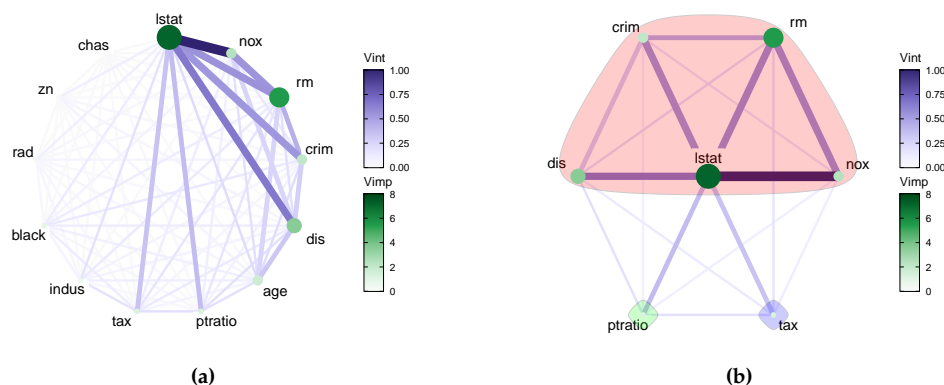 lstat
chas
nox
zn
rm
rad
crim
black
dis
indus
age
tax
ptratio
Vint
1.00
0.75
0.50
0.25
0.00
Vimp
8
6
4
2
0
(a)
crim
rm
lstat
dis
nox
ptratio
tax
Vint
1.00
0.75
0.50
0.25
0.00
Vimp
8
6
4
2
0
(b)